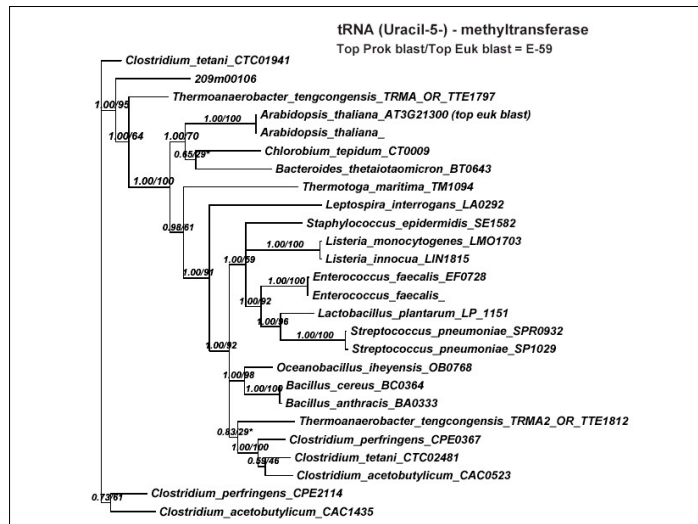 tRNA (Uracil-5-) - methyltransferase
Top Prok blast/Top Euk blast = E-59
Clostridium_tetani_CTC01941
209m00106
1.00/95
Thermoanaerobacter_tengcongensis_TRMA_OR_TTE1797
1.00/64
1.00/100
Arabidopsis_thaliana_AT3G21300 (top euk blast)
1.00/70
Arabidopsis_thaliana_
0.65/29*
Chlorobium_tepidum_CT0009
1.00/100
Bacteroides_thetaiotaomicron_BT0643
Thermotoga_maritima_TM1094
0.98/61
Leptospira_interrogans_LA0292
Staphylococcus_epidermidis_SE1582
1.00/100
Listeria_monocytogenes_LMO1703
1.00/59
Listeria_innocua_LIN1815
1.00/91
1.00/100
Enterococcus_faecalis_EF0728
1.00/92
Enterococcus_faecalis_
1.00/96
Lactobacillus_plantarum_LP_1151
1.00/100
Streptococcus_pneumoniae_SPR0932
1.00/92
Streptococcus_pneumoniae_SP1029
1.00/98
Oceanobacillus_iheyensis_OB0768
1.00/100
Bacillus_cereus_BC0364
Bacillus_anthracis_BA0333
Thermoanaerobacter_tengcongensis_TRMA2_OR_TTE1812
0.83/29*
Clostridium_perfringens_CPE0367
1.00/100
Clostridium_tetani_CTC02481
0.59/46
Clostridium_acetobutylicum_CAC0523
Clostridium_perfringens_CPE2114
0.73/61
Clostridium_acetobutylicum_CAC1435